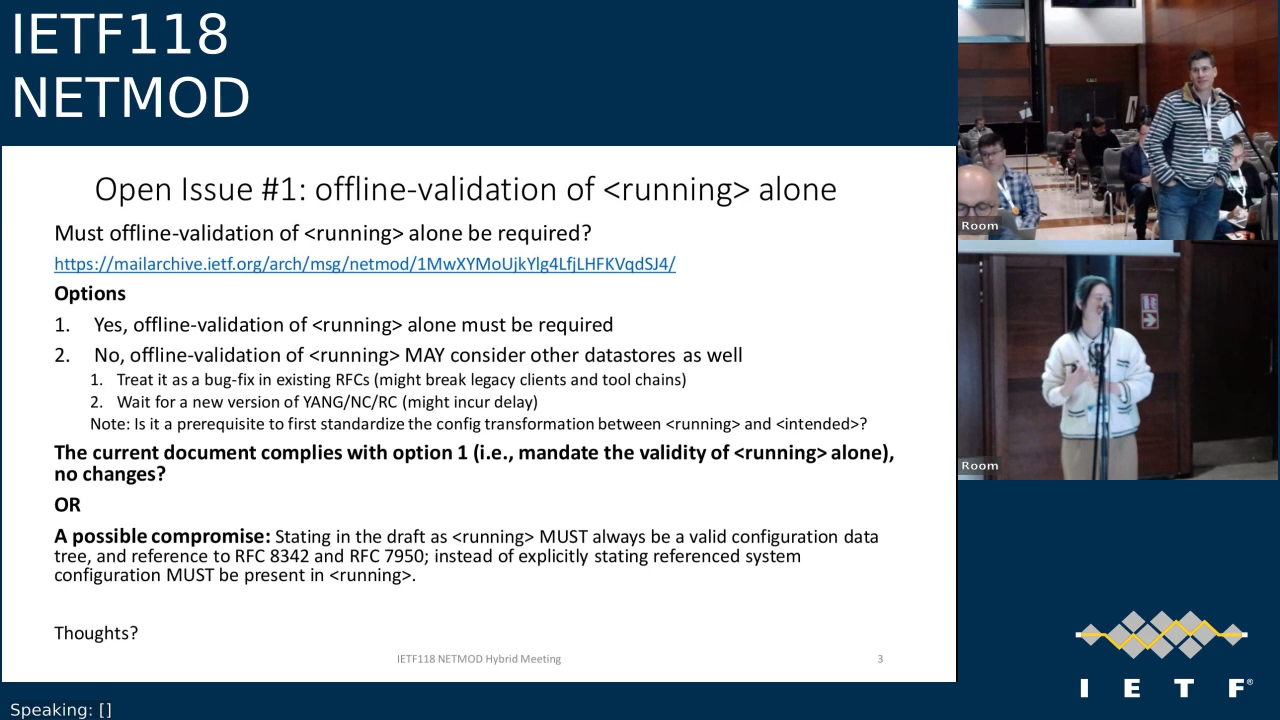 IETF118
NETMOD
Open Issue #1: offline-validation of <running> alone
Must offline-validation of <running> alone be required?
https://mailarchive.ietf.org/arch/msg/netmod/1MwXYMoUjkYlg4LfjLHFKVqdSJ4/
Options
1. Yes, offline-validation of <running> alone must be required
2. No, offline-validation of <running> MAY consider other datastores as well
1. Treat it as a bug-fix in existing RFCs (might break legacy clients and tool chains)
2. Wait for a new version of YANG/NC/RC (might incur delay)
Note: Is it a prerequisite to first standardize the config transformation between <running> and <intended>?
The current document complies with option 1 (i.e., mandate the validity of <running> alone),
no changes?
OR
A possible compromise: Stating in the draft as <running> MUST always be a valid configuration data
tree, and reference to RFC 8342 and RFC 7950; instead of explicitly stating referenced system
configuration MUST be present in <running>.
Thoughts?
IETF118 NETMOD Hybrid Meeting
3
Room
Room
I E T F®
Speaking: []